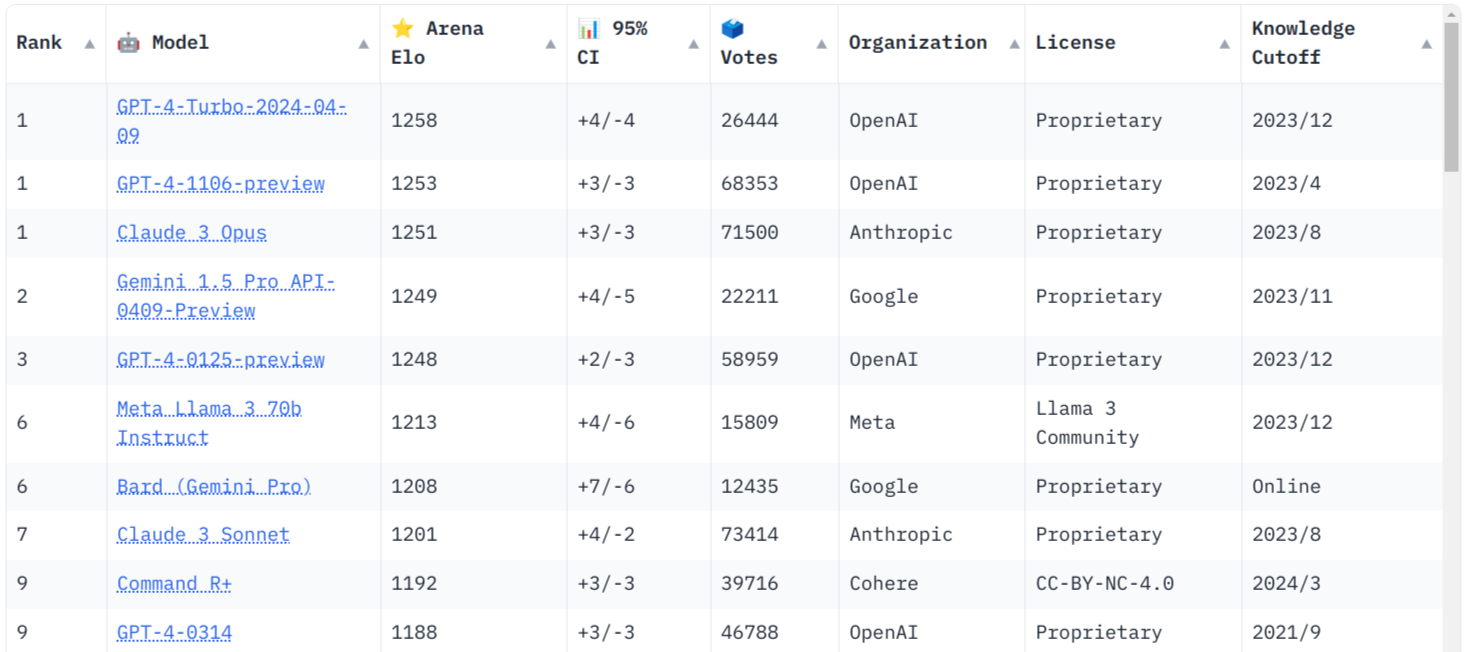 Rank ▲ 🤖 Model ▲ ⭐ Arena Elo ▲ 📊 95% CI ▲ 🗳️ Votes ▲ Organization ▲ License ▲ Knowledge Cutoff ▲
1 GPT-4-Turbo-2024-04-09 1258 +4/-4 26444 OpenAI Proprietary 2023/12
1 GPT-4-1106-preview 1253 +3/-3 68353 OpenAI Proprietary 2023/4
1 Claude 3 Opus 1251 +3/-3 71500 Anthropic Proprietary 2023/8
2 Gemini 1.5 Pro API-0409-Preview 1249 +4/-5 22211 Google Proprietary 2023/11
3 GPT-4-0125-preview 1248 +2/-3 58959 OpenAI Proprietary 2023/12
6 Meta Llama 3 70b Instruct 1213 +4/-6 15809 Meta Llama 3 Community 2023/12
6 Bard (Gemini Pro) 1208 +7/-6 12435 Google Proprietary Online
7 Claude 3 Sonnet 1201 +4/-2 73414 Anthropic Proprietary 2023/8
9 Command R+ 1192 +3/-3 39716 Cohere CC-BY-NC-4.0 2024/3
9 GPT-4-0314 1188 +3/-3 46788 OpenAI Proprietary 2021/9